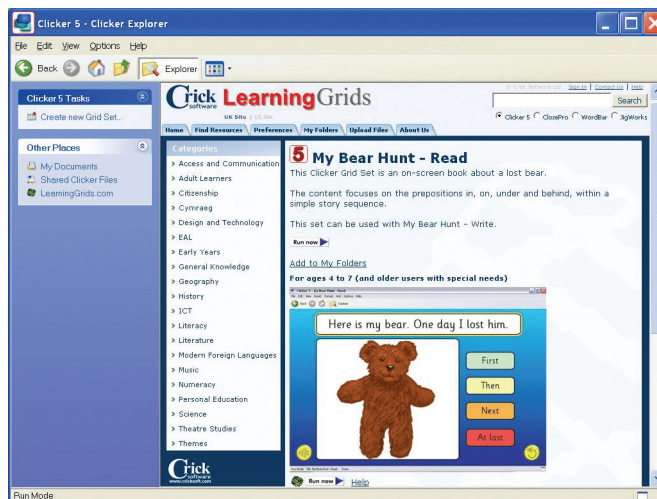 Clicker 5 - Clicker Explorer
File Edit View Options Help
Back Explorer
Clicker 5 Tasks
Create new Grid Set...
Other Places
My Documents
Shared Clicker Files
LearningGrids.com
© Crick Software Ltd Sign In | Contact Us | Help
Crick software LearningGrids
Search
UK Site | US Site
Clicker 5 ClozePro WordBar JigWorks
Home Find Resources Preferences My Folders Upload Files About Us
Categories
Access and Communication
Adult Learners
Citizenship
Cymraeg
Design and Technology
EAL
Early Years
General Knowledge
Geography
History
ICT
Literacy
Literature
Modern Foreign Languages
Music
Numeracy
Personal Education
Science
Theatre Studies
Themes
Crick software
www.cricksoft.com
5 My Bear Hunt - Read
This Clicker Grid Set is an on-screen book about a lost bear.
The content focuses on the prepositions in, on, under and behind, within a
simple story sequence.
This set can be used with My Bear Hunt - Write.
Run now
Add to My Folders
For ages 4 to 7 (and older users with special needs)
Here is my bear. One day I lost him.
First
Then
Next
At last
Run now Help
Run Mode